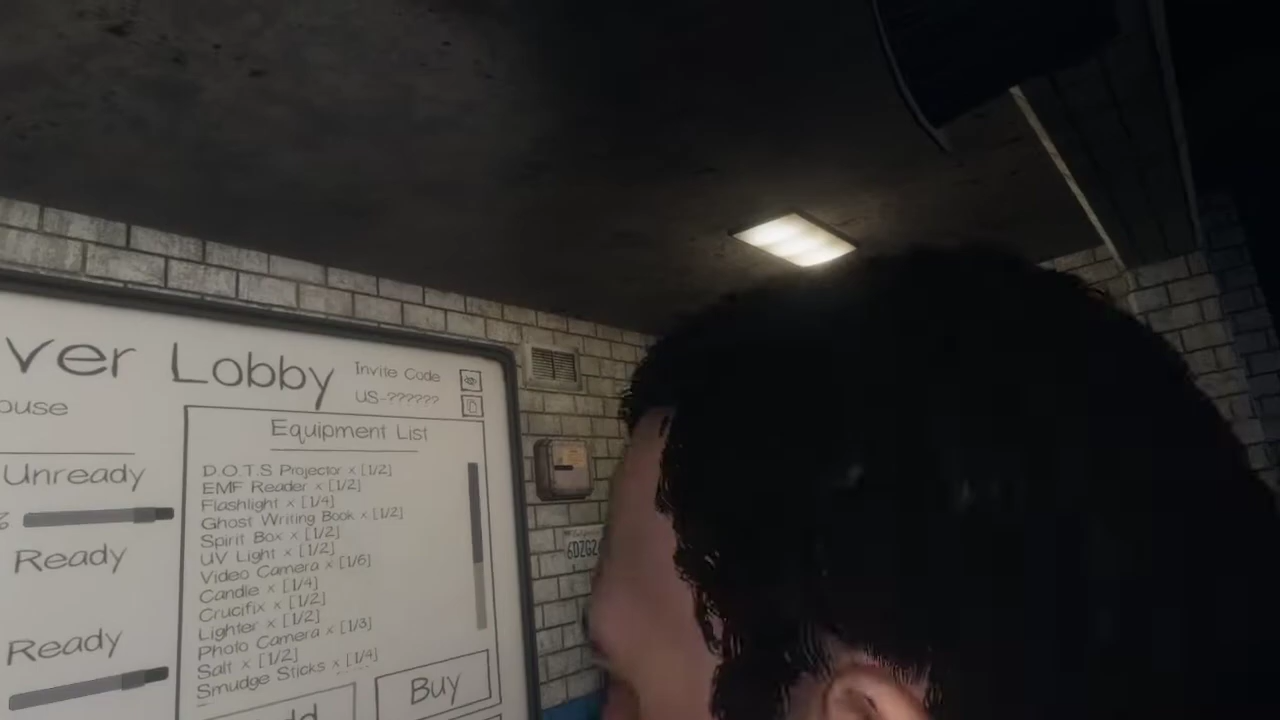 ver Lobby
Invite Code
US-??????
ouse
Equipment List
Unready
D.O.T.S Projector x [1/2]
EMF Reader x [1/2]
Flashlight x [1/4]
Ghost Writing Book x [1/2]
Spirit Box x [1/2]
UV Light x [1/2]
Video Camera x [1/6]
Candle x [1/4]
Crucifix x [1/2]
Lighter x [1/2]
Photo Camera x [1/3]
Salt x [1/2]
Smudge Sticks x [1/4]
%
Ready
Ready
dd
Buy
6DZG2